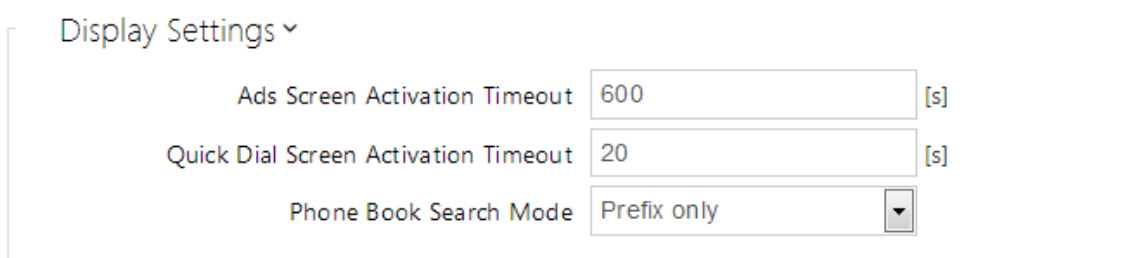 Display Settings
Ads Screen Activation Timeout 600 [s]
Quick Dial Screen Activation Timeout 20 [s]
Phone Book Search Mode Prefix only